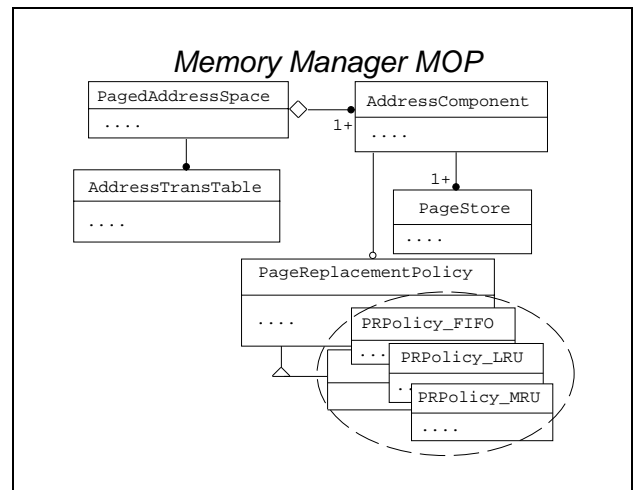 Memory Manager MOP
PagedAddressSpace
....
AddressComponent
....
1+
AddressTransTable
....
1+
PageStore
....
PageReplacementPolicy
....
PRPolicy_FIFO
...
PRPolicy_LRU
..
PRPolicy_MRU
....